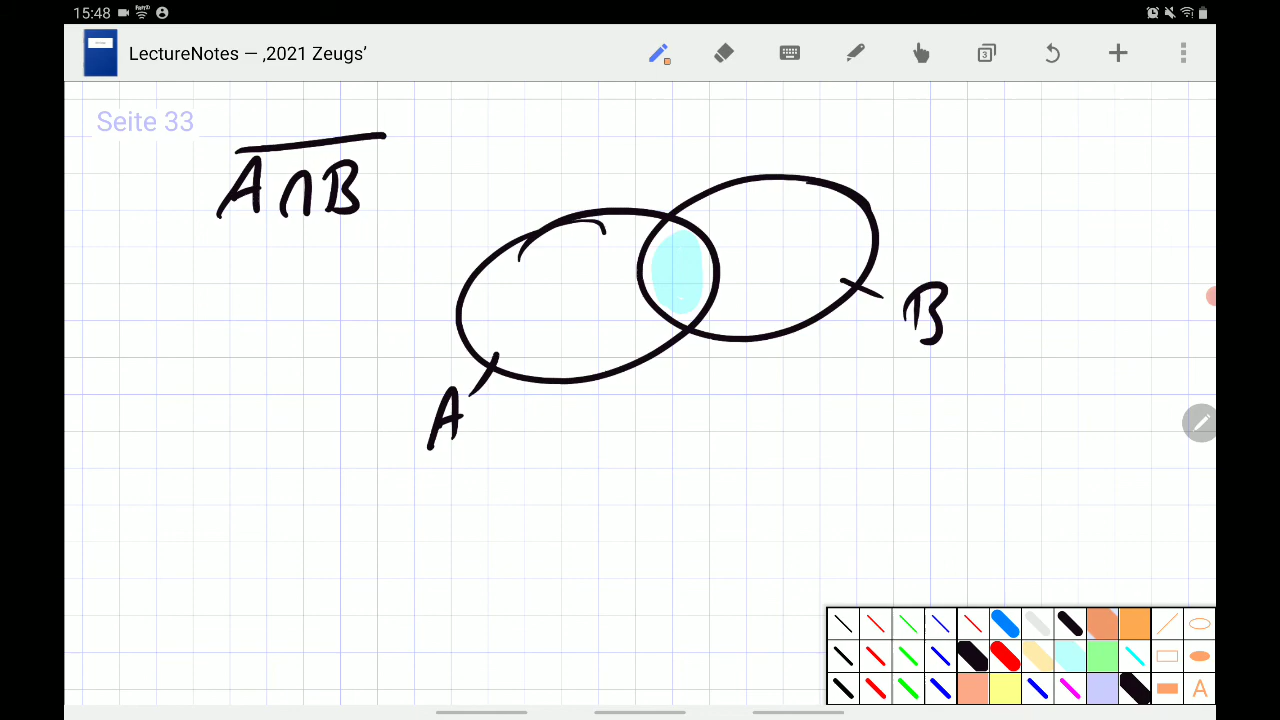 15:48
LectureNotes — ‚2021 Zeugs’
3
Seite 33
A∩B
B
A
A